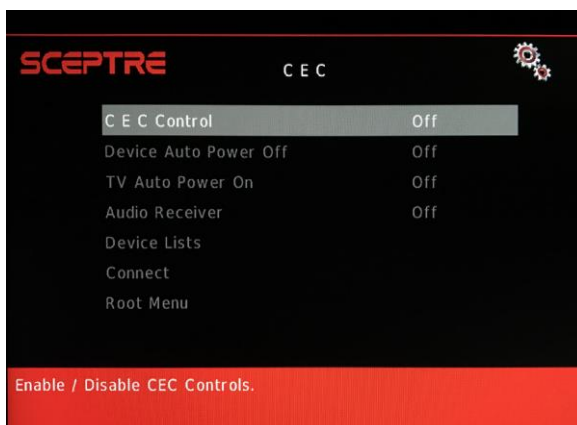 SCEPTRE
CEC
CEC Control Off
Device Auto Power Off Off
TV Auto Power On Off
Audio Receiver Off
Device Lists
Connect
Root Menu
Enable / Disable CEC Controls.